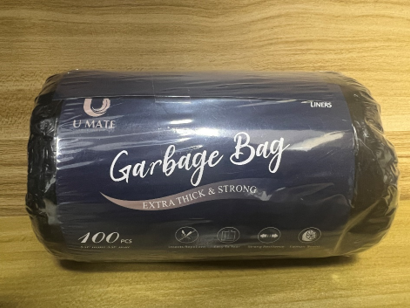 LINERS
U MATE
Garbage Bag
EXTRA THICK & STRONG
100 PCS